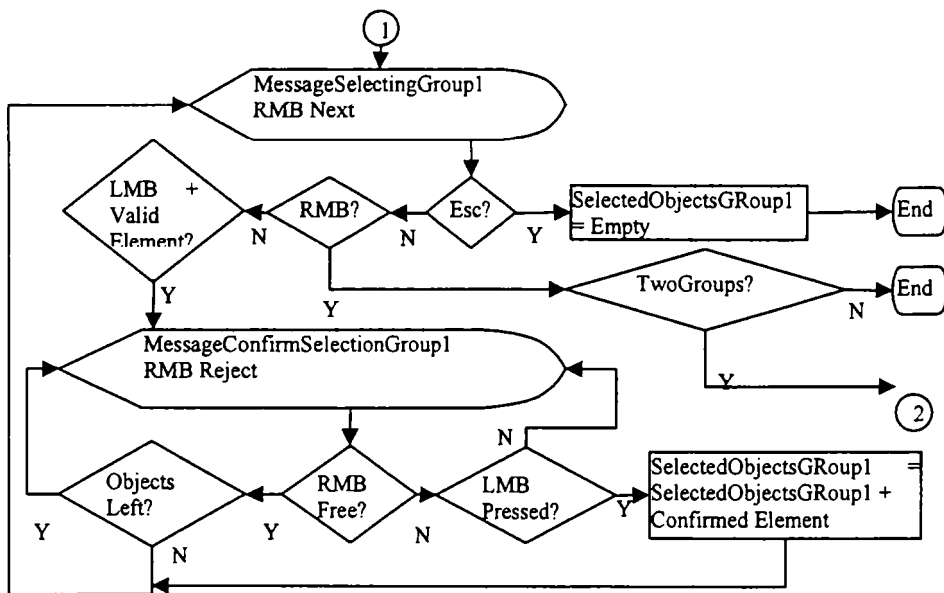 1
MessageSelectingGroup1
RMB Next
LMB +
Valid
Element?
RMB?
Esc?
SelectedObjectsGRoup1
= Empty
End
N
N
Y
TwoGroups?
End
Y
Y
N
MessageConfirmSelectionGroup1
RMB Reject
Y
2
N
Objects
Left?
RMB
Free?
LMB
Pressed?
SelectedObjectsGRoup1 =
SelectedObjectsGRoup1 +
Confirmed Element
Y
Y
N
Y
N